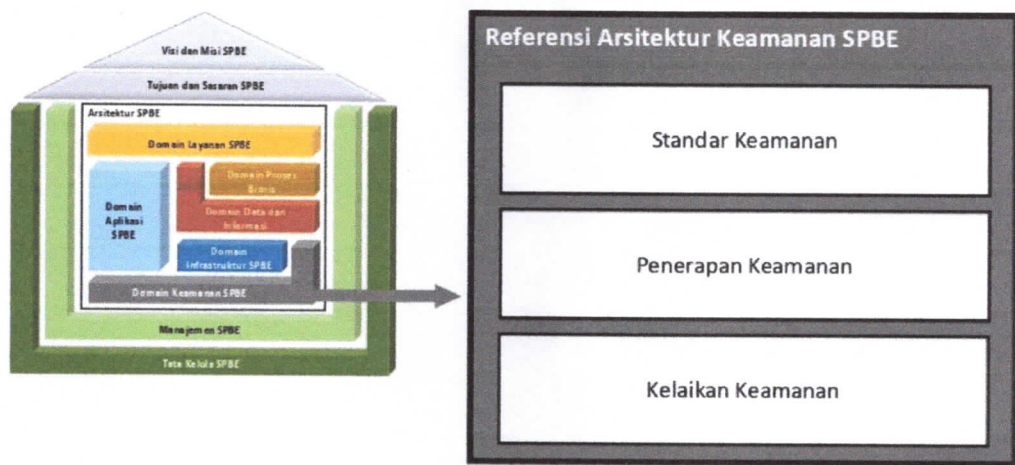 Visi dan Misi SPBE
Tujuan dan Sasaran SPBE
Arsitektur SPBE
Domain Layanan SPBE
Domain
Aplikasi
SPBE
Domain Proses
Bisnis
Domain Data dan
Informasi
Domain
Infrastruktur SPBE
Domain Keamanan SPBE
Manajemen SPBE
Tata Kelola SPBE
Referensi Arsitektur Keamanan SPBE
Standar Keamanan
Penerapan Keamanan
Kelaikan Keamanan